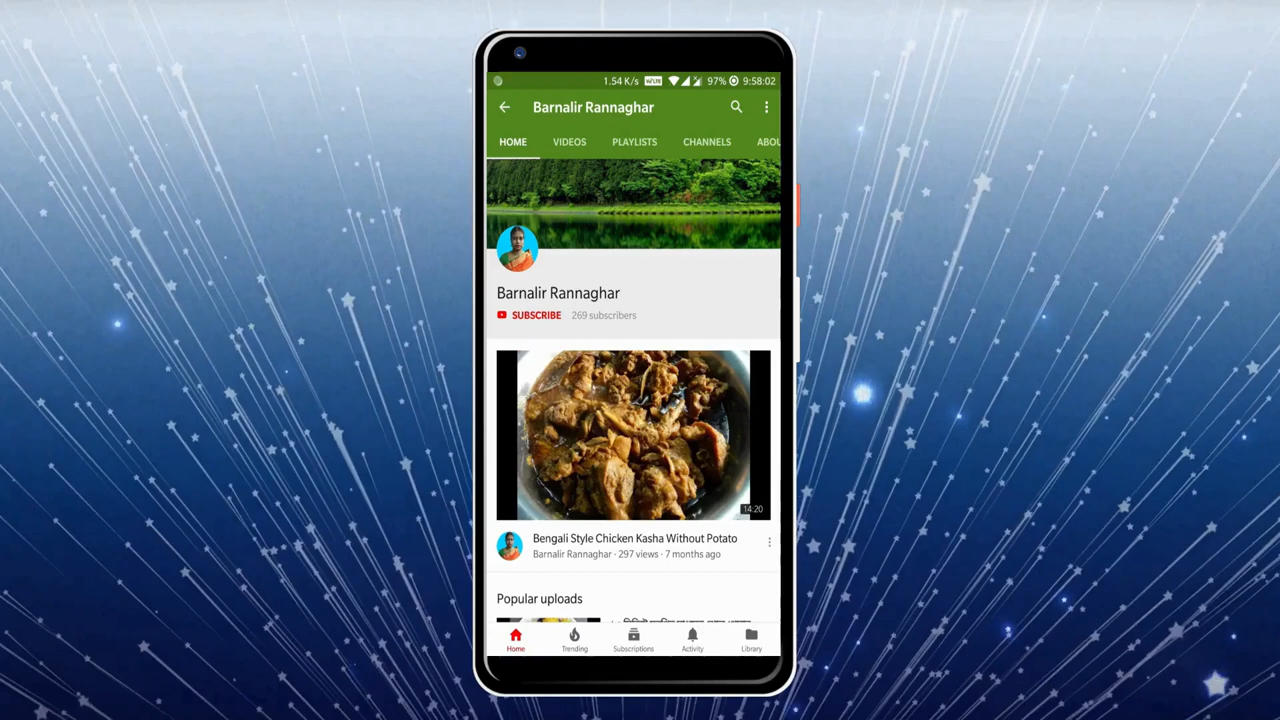 1.54 K/s VoLTE 97% 9:58:02
Barnalir Rannaghar
HOME VIDEOS PLAYLISTS CHANNELS ABOU
Barnalir Rannaghar
SUBSCRIBE 269 subscribers
14:20
Bengali Style Chicken Kasha Without Potato
Barnalir Rannaghar · 297 views · 7 months ago
Popular uploads
Home Trending Subscriptions Activity Library